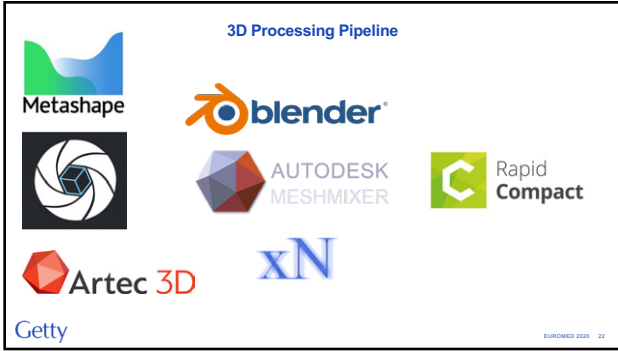 3D Processing Pipeline
Metashape
blender®
AUTODESK
MESHMIXER
Rapid
Compact
Artec 3D
xN
Getty
EUROMED 2020 22